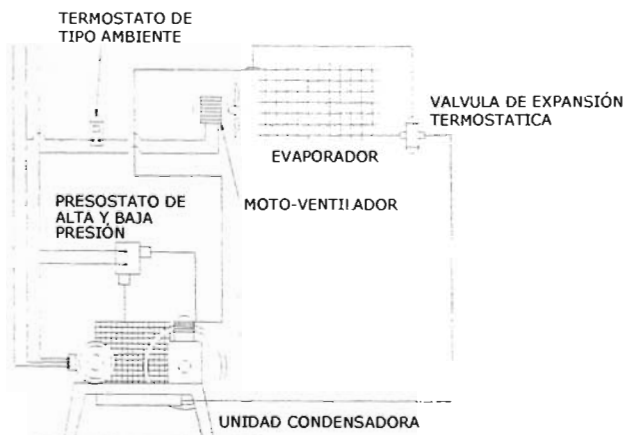 TERMOSTATO DE
TIPO AMBIENTE
VALVULA DE EXPANSIÓN
TERMOSTATICA
EVAPORADOR
MOTO-VENTILADOR
PRESOSTATO DE
ALTA Y BAJA
PRESIÓN
UNIDAD CONDENSADORA